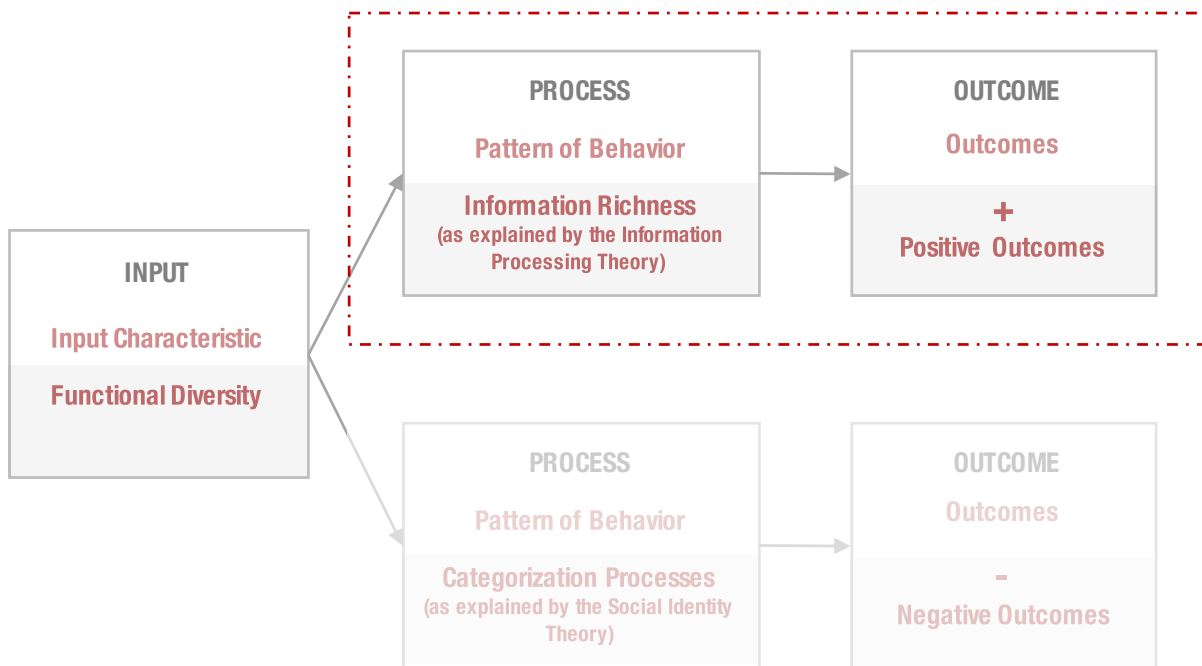 PROCESS
Pattern of Behavior
Information Richness
(as explained by the Information
Processing Theory)
OUTCOME
Outcomes
+
Positive Outcomes
INPUT
Input Characteristic
Functional Diversity
PROCESS
Pattern of Behavior
Categorization Processes
(as explained by the Social Identity
Theory)
OUTCOME
Outcomes
-
Negative Outcomes